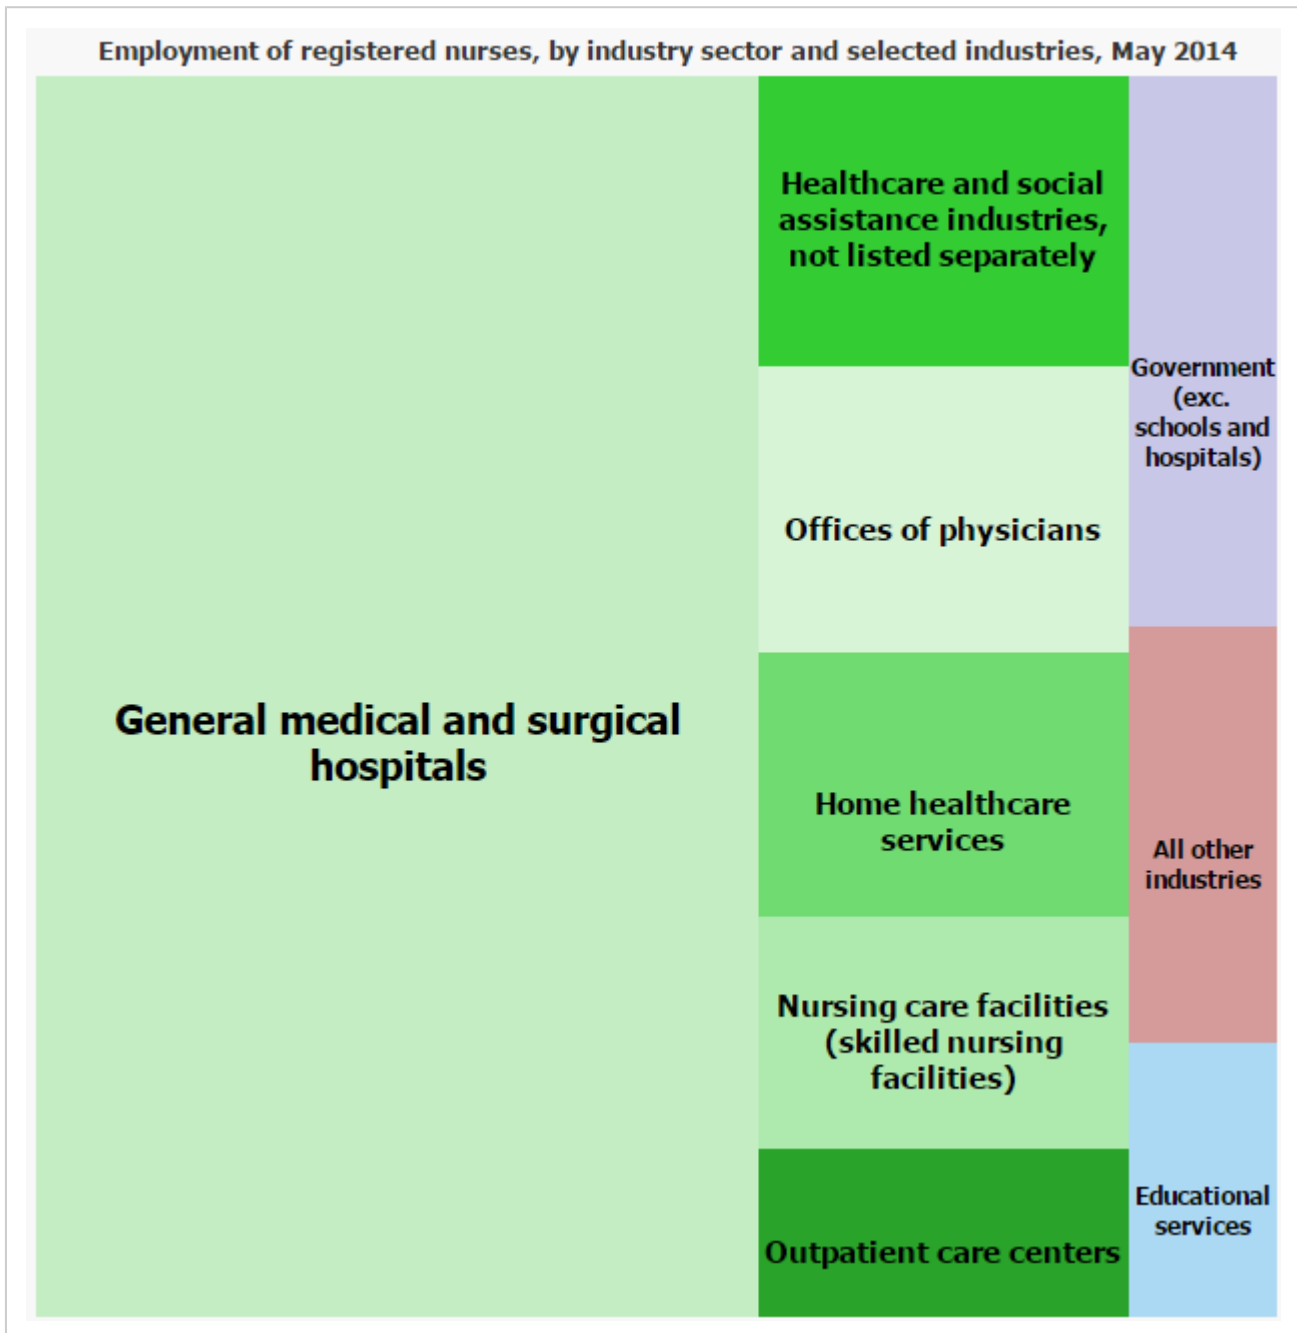 Employment of registered nurses, by industry sector and selected industries, May 2014
General medical and surgical
hospitals
Healthcare and social
assistance industries,
not listed separately
Offices of physicians
Home healthcare
services
Nursing care facilities
(skilled nursing
facilities)
Outpatient care centers
Government
(exc.
schools and
hospitals)
All other
industries
Educational
services